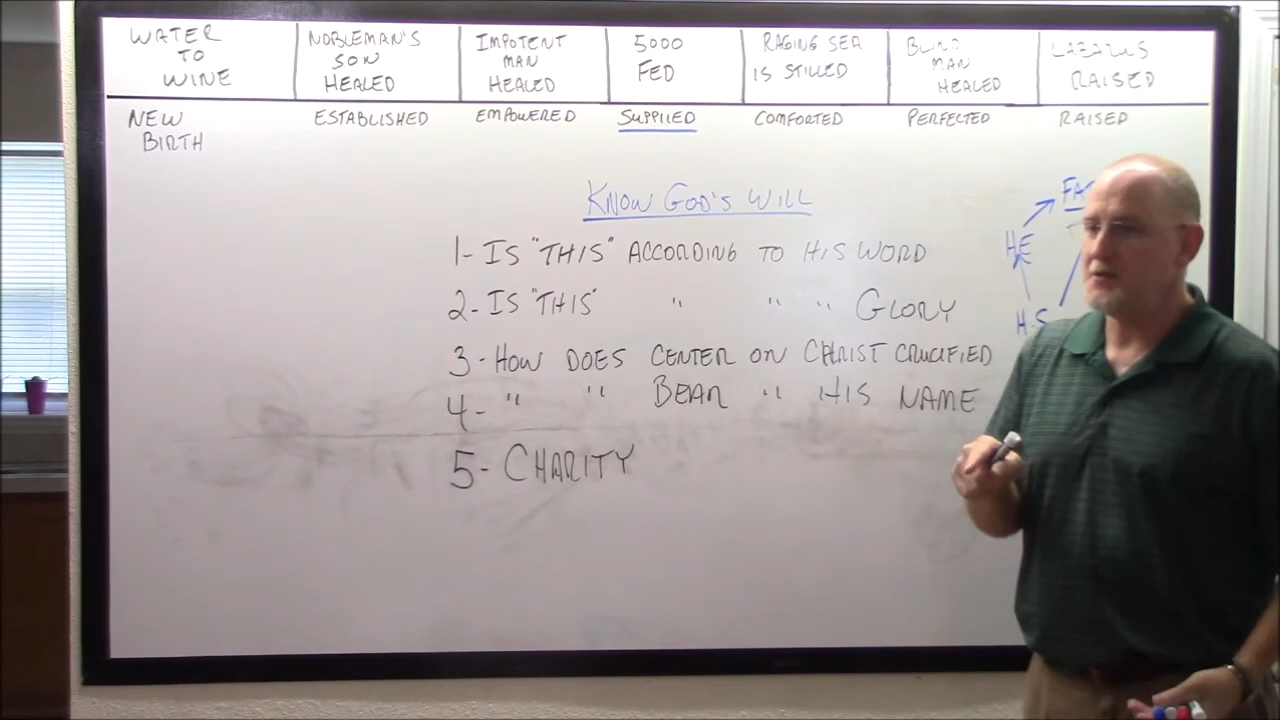 WATER
TO
WINE
NOBLEMAN'S
SON
HEALED
IMPOTENT
MAN
HEALED
5000
FED
RAGING SEA
IS STILLED
BLIND
MAN
HEALED
LAZARUS
RAISED
NEW
BIRTH
ESTABLISHED
EMPOWERED
SUPPLIED
COMFORTED
PERFECTED
RAISED
KNOW GOD'S WILL
1- IS "THIS" ACCORDING TO HIS WORD
2- IS "THIS" " " " GLORY
3- HOW DOES CENTER ON CHRIST CRUCIFIED
4- " " BEAR " HIS NAME
5- CHARITY
HE
H.S